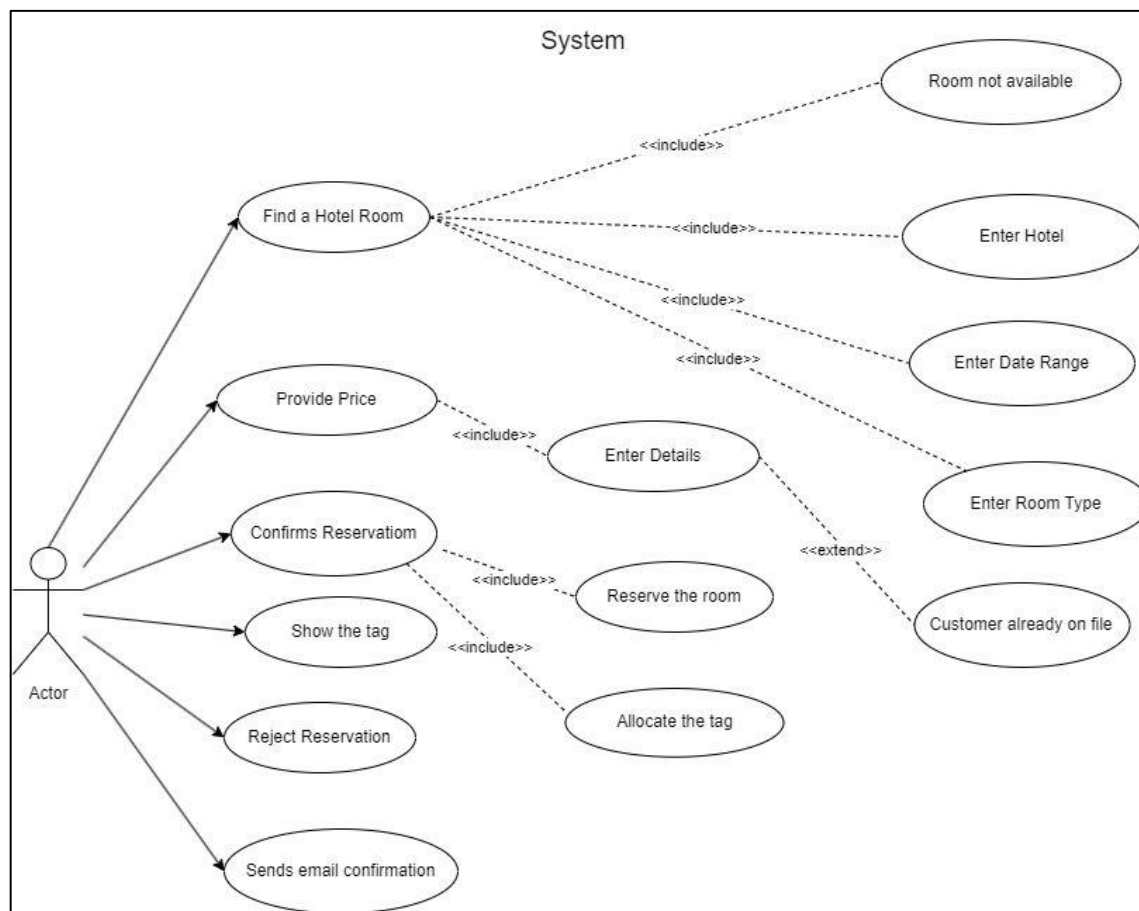 System
Room not available
<<include>>
Find a Hotel Room
<<include>>
Enter Hotel
<<include>>
Enter Date Range
<<include>>
Provide Price
<<include>>
Enter Details
Enter Room Type
Confirms Reservatiom
<<extend>>
<<include>>
Reserve the room
Customer already on file
Show the tag
<<include>>
Actor
Allocate the tag
Reject Reservation
Sends email confirmation